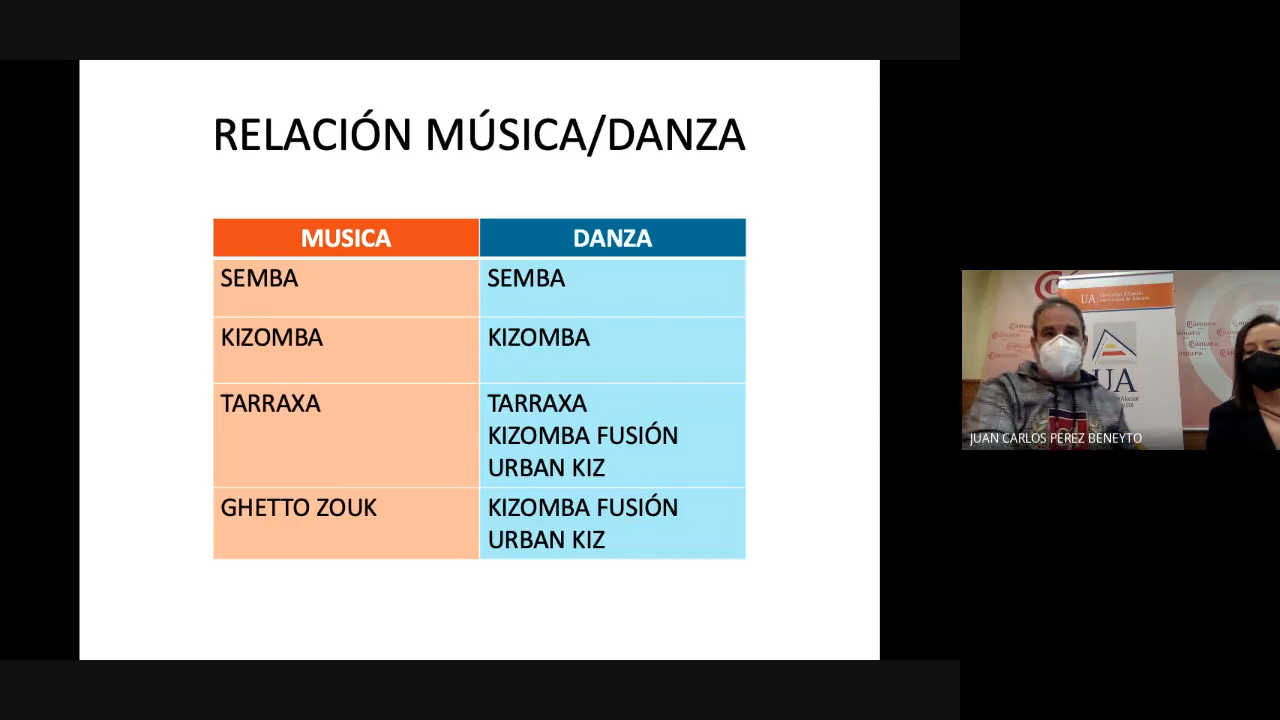 RELACIÓN MÚSICA/DANZA
MUSICA
DANZA
SEMBA
SEMBA
KIZOMBA
KIZOMBA
TARRAXA
TARRAXA
KIZOMBA FUSIÓN
URBAN KIZ
GHETTO ZOUK
KIZOMBA FUSIÓN
URBAN KIZ
UA
UA
JUAN CARLOS PEREZ BENEYTO